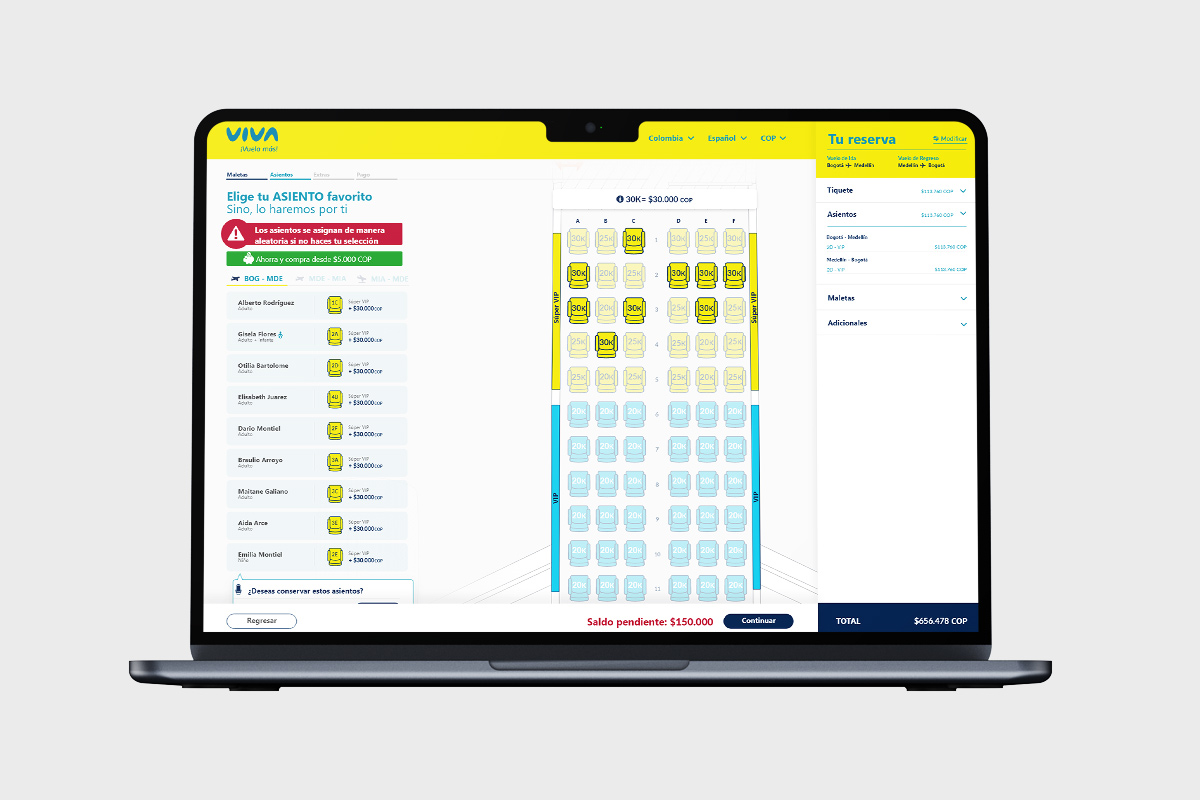 VIVA
¡Vuela más!
Colombia
Español
COP
Tu reserva
Modificar
Vuelo de Ida
Bogotá
Medellín
Vuelo de Regreso
Medellín
Bogotá
Maletas
Asientos
Extras
Pago
Elige tu ASIENTO favorito
Sino, lo haremos por ti
Los asientos se asignan de manera
aleatoria si no haces tu selección
Ahorra y compra desde $5.000 COP
BOG - MDE
MDE - MIA
MIA - MDE
Alberto Rodríguez
Adulto
1C
Súper VIP
+ $30.000 COP
Gisela Flores
Adulto + Infante
2A
Súper VIP
+ $30.000 COP
Otilia Bartolome
Adulto
2D
Súper VIP
+ $30.000 COP
Elisabeth Juarez
Adulto
4D
Súper VIP
+ $30.000 COP
Dario Montiel
Adulto
2F
Súper VIP
+ $30.000 COP
Braulio Arroyo
Adulto
3A
Súper VIP
+ $30.000 COP
Maitane Galiano
Adulto
3C
Súper VIP
+ $30.000 COP
Aida Arce
Adulto
3E
Súper VIP
+ $30.000 COP
Emilia Montiel
Niño
Súper VIP
+ $30.000 COP
¿Deseas conservar estos asientos?
30K= $30.000 COP
A B C D E F
30K 25K 30K 1 30K 25K 30K
30K 25K 20K 2 30K 30K 30K
30K 20K 30K 3 25K 30K 25K
25K 30K 25K 4 25K 20K 25K
25K 20K 25K 5 25K 20K 25K
20K 20K 20K 6 20K 20K 20K
20K 20K 20K 7 20K 20K 20K
20K 20K 20K 8 20K 20K 20K
20K 20K 20K 9 20K 20K 20K
20K 20K 20K 10 20K 20K 20K
20K 20K 20K 11 20K 20K 20K
Súper VIP
Súper VIP
VIP
VIP
Tiquete
$113.760 COP
Asientos
$113.760 COP
Bogotá - Medellín
2D - VIP
$113.760 COP
Medellín - Bogotá
2D - VIP
$113.760 COP
Maletas
Adicionales
Regresar
Saldo pendiente: $150.000
Continuar
TOTAL
$656.478 COP